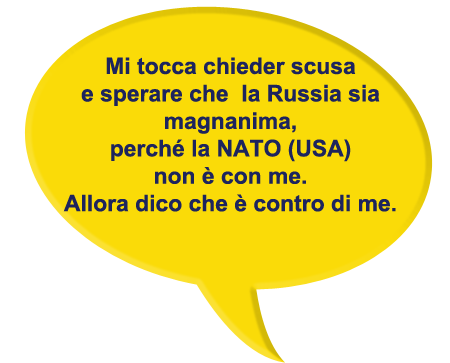 Mi tocca chieder scusa
e sperare che  la Russia sia
magnanima,
perché la NATO (USA)
non è con me.
Allora dico che è contro di me.